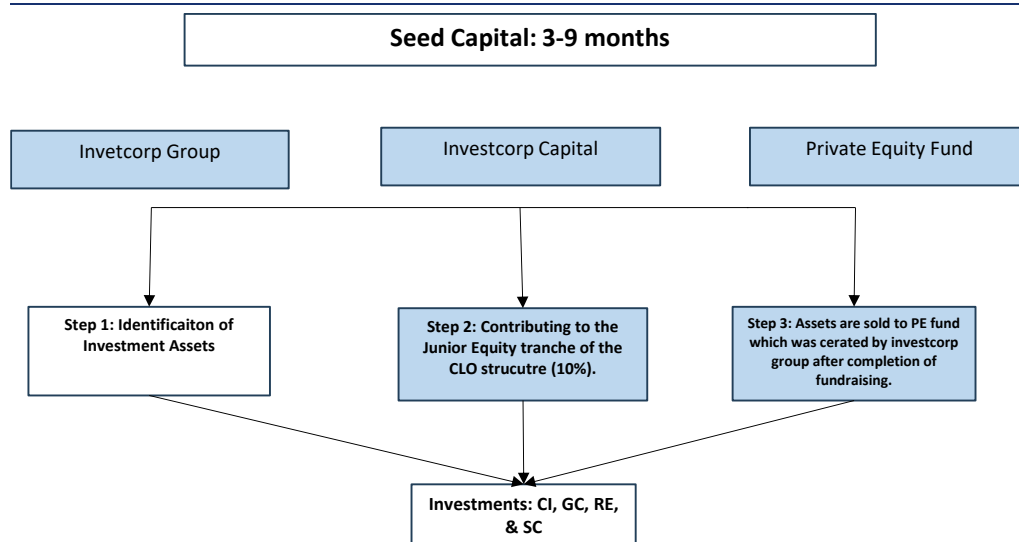 Seed Capital: 3-9 months
Invetcorp Group
Investcorp Capital
Private Equity Fund
Step 1: Identificaiton of
Investment Assets
Step 2: Contributing to the
Junior Equity tranche of the
CLO strucutre (10%).
Step 3: Assets are sold to PE fund
which was cerated by investcorp
group after completion of
fundraising.
Investments: CI, GC, RE,
& SC